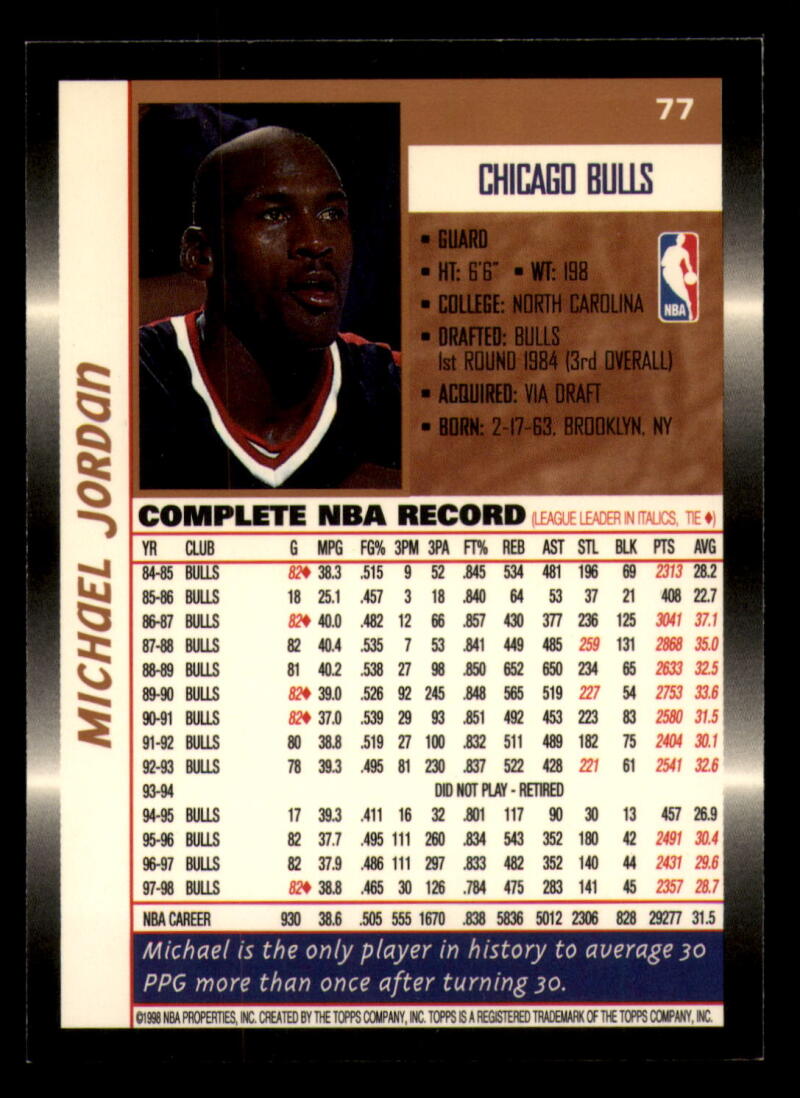 77
CHICAGO BULLS
▪ GUARD
▪ HT: 6'6" ▪ WT: 198
▪ COLLEGE: NORTH CAROLINA
▪ DRAFTED: BULLS
1st ROUND 1984 (3rd OVERALL)
▪ ACQUIRED: VIA DRAFT
▪ BORN: 2-17-63, BROOKLYN, NY
NBA
MICHAEL JORDAN
COMPLETE NBA RECORD (LEAGUE LEADER IN ITALICS, TIE ♦)
YR CLUB G MPG FG% 3PM 3PA FT% REB AST STL BLK PTS AVG
84-85 BULLS 82♦ 38.3 .515 9 52 .845 534 481 196 69 2313 28.2
85-86 BULLS 18 25.1 .457 3 18 .840 64 53 37 21 408 22.7
86-87 BULLS 82♦ 40.0 .482 12 66 .857 430 377 236 125 3041 37.1
87-88 BULLS 82 40.4 .535 7 53 .841 449 485 259 131 2868 35.0
88-89 BULLS 81 40.2 .538 27 98 .850 652 650 234 65 2633 32.5
89-90 BULLS 82♦ 39.0 .526 92 245 .848 565 519 227 54 2753 33.6
90-91 BULLS 82♦ 37.0 .539 29 93 .851 492 453 223 83 2580 31.5
91-92 BULLS 80 38.8 .519 27 100 .832 511 489 182 75 2404 30.1
92-93 BULLS 78 39.3 .495 81 230 .837 522 428 221 61 2541 32.6
93-94 DID NOT PLAY - RETIRED
94-95 BULLS 17 39.3 .411 16 32 .801 117 90 30 13 457 26.9
95-96 BULLS 82 37.7 .495 111 260 .834 543 352 180 42 2491 30.4
96-97 BULLS 82 37.9 .486 111 297 .833 482 352 140 44 2431 29.6
97-98 BULLS 82♦ 38.8 .465 30 126 .784 475 283 141 45 2357 28.7
NBA CAREER 930 38.6 .505 555 1670 .838 5836 5012 2306 828 29277 31.5
Michael is the only player in history to average 30
PPG more than once after turning 30.
©1998 NBA PROPERTIES, INC. CREATED BY THE TOPPS COMPANY, INC. TOPPS IS A REGISTERED TRADEMARK OF THE TOPPS COMPANY, INC.